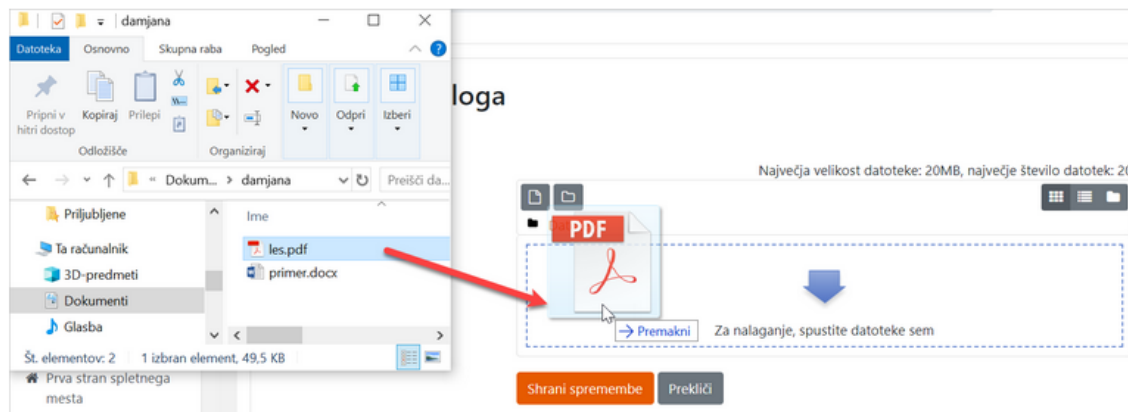 damjana
Datoteka Osnovno Skupna raba Pogled
Pripni v hitri dostop
Kopiraj
Prilepi
Novo
Odpri
Izberi
Odložišče
Organiziraj
« Dokum... > damjana
Preišči da...
Priljubljene
Ta računalnik
3D-predmeti
Dokumenti
Glasba
Ime
les.pdf
primer.docx
Št. elementov: 2 1 izbran element, 49,5 KB
Prva stran spletnega
mesta
loga
Največja velikost datoteke: 20MB, največje število datotek: 20
PDF
Premakni
Za nalaganje, spustite datoteke sem
Shrani spremembe
Prekliči